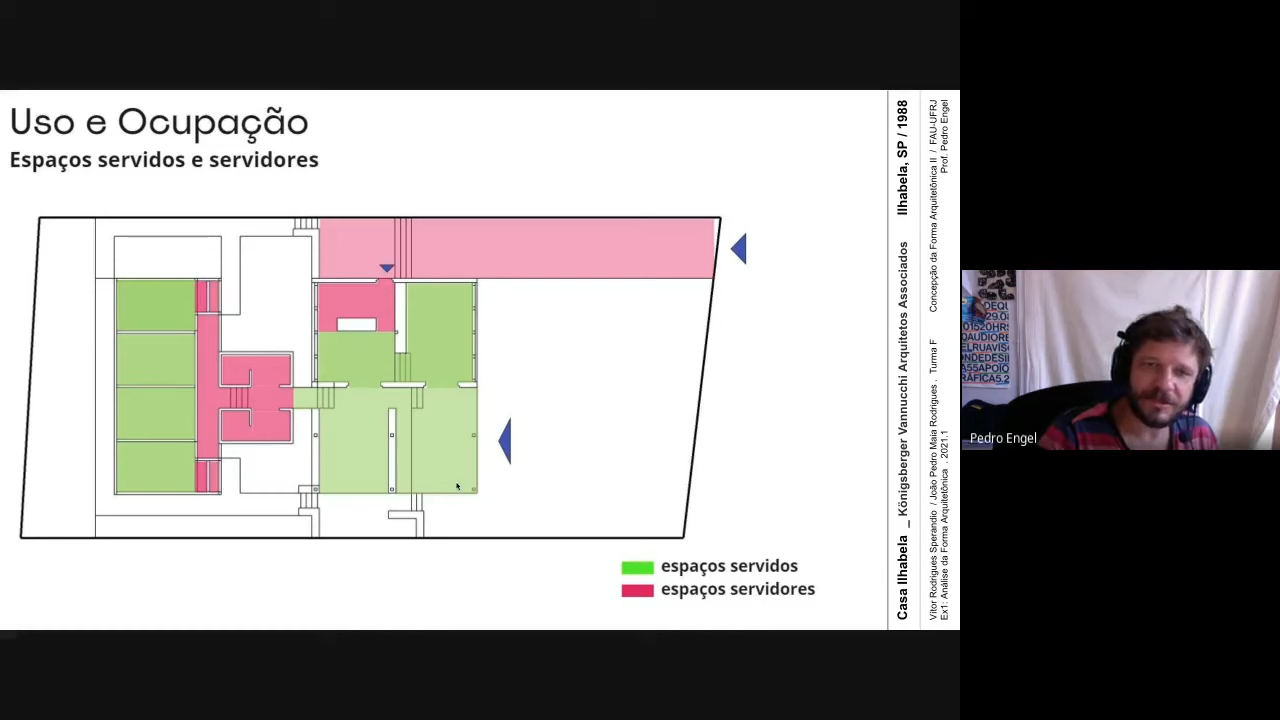 Uso e Ocupação
Espaços servidos e servidores
espaços servidos
espaços servidores
Casa Ilhabela _ Königsberger Vannucchi Arquitetos Associados Ilhabela, SP / 1988
Vitor Rodrigues Sperandio / João Pedro Maia Rodrigues . Turma F Concepção da Forma Arquitetônica II / FAU-UFRJ
Ex1: Análise da Forma Arquitetônica . 2021.1 Prof. Pedro Engel
Pedro Engel